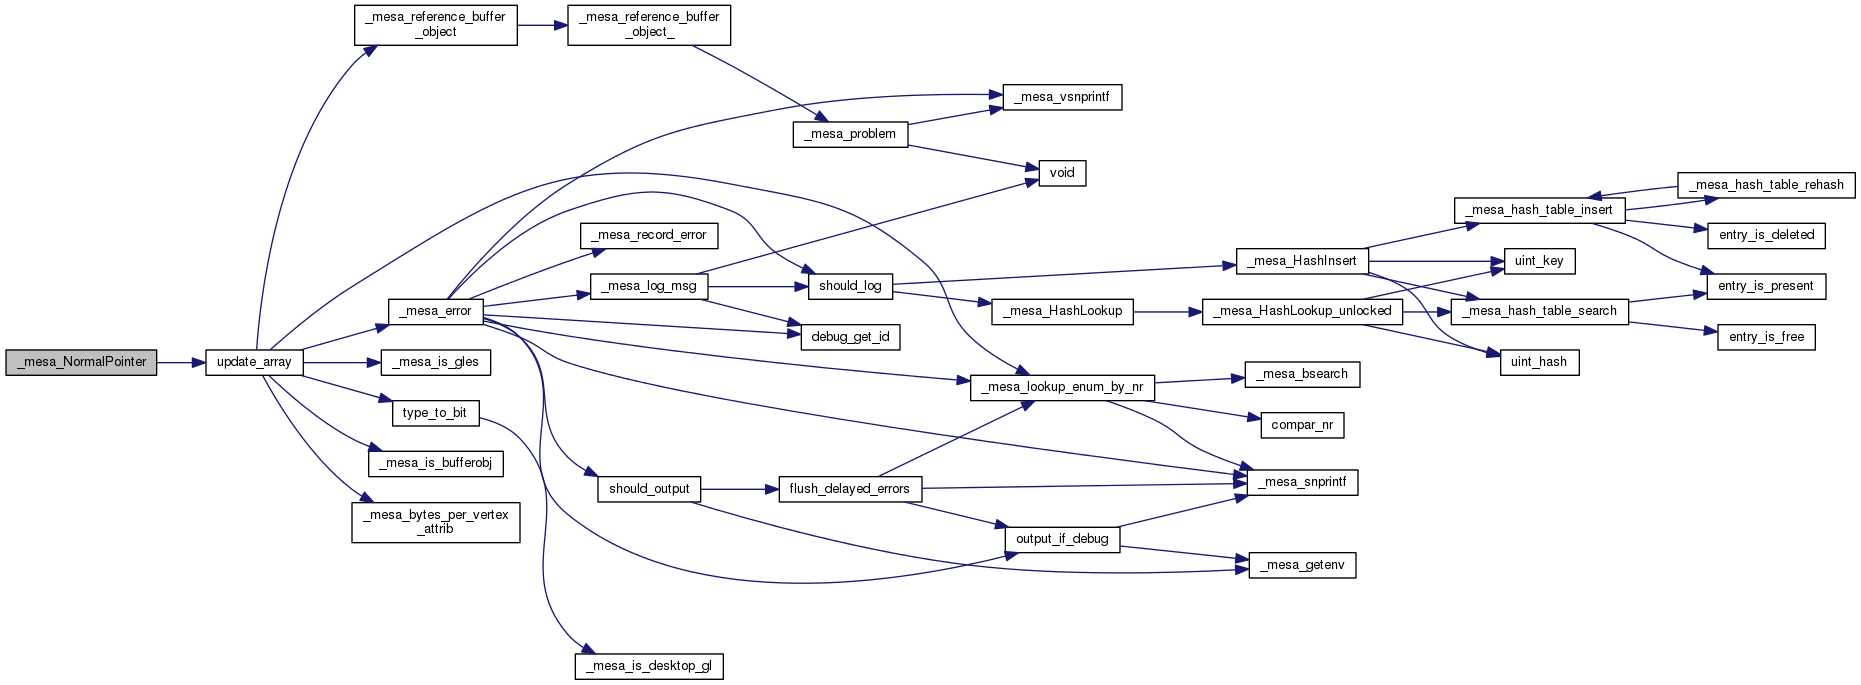 _mesa_reference_buffer
_object
_mesa_reference_buffer
_object_
_mesa_vsnprintf
_mesa_problem
void
_mesa_hash_table_rehash
_mesa_hash_table_insert
_mesa_record_error
entry_is_deleted
_mesa_HashInsert
uint_key
_mesa_log_msg
should_log
entry_is_present
_mesa_error
_mesa_HashLookup
_mesa_HashLookup_unlocked
_mesa_hash_table_search
debug_get_id
entry_is_free
_mesa_NormalPointer
update_array
_mesa_is_gles
uint_hash
_mesa_bsearch
_mesa_lookup_enum_by_nr
type_to_bit
compar_nr
_mesa_is_bufferobj
_mesa_snprintf
should_output
flush_delayed_errors
_mesa_bytes_per_vertex
_attrib
output_if_debug
_mesa_getenv
_mesa_is_desktop_gl